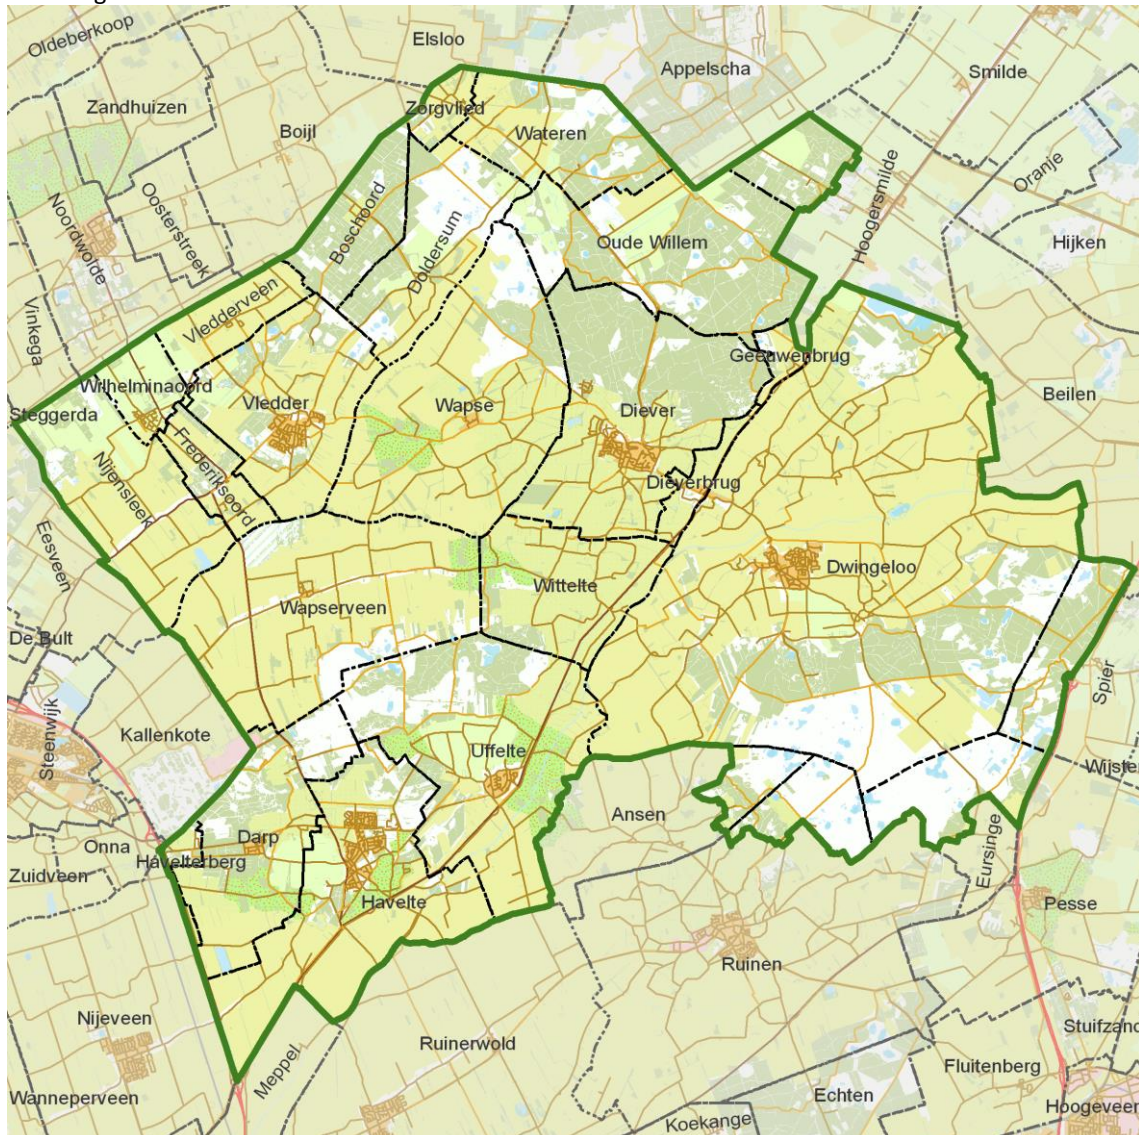 Oldeberkoop
Elsloo
Appelscha
Smilde
Zandhuizen
Boijl
Zorgvlied
Wateren
Oranje
Hoogersmilde
Hijken
Noordwolde
Oosterstreek
Boschoord
Doldersum
Oude Willem
Vinkega
Vledderveen
Geeuwenbrug
Beilen
Wilhelminaoord
Steggerda
Vledder
Wapse
Diever
Frederiksoord
Nijensleek
Dieverbrug
Eesveen
Dwingeloo
Wittelte
Wapserveen
De Bult
Spier
Steenwijk
Kallenkote
Uffelte
Wijster
Ansen
Onna
Darp
Havelterberg
Zuidveen
Eursinge
Havelte
Pesse
Ruinen
Nijeveen
Ruinerwold
Meppel
Stuifzand
Fluitenberg
Wanneperveen
Echten
Hoogeveen
Koekange